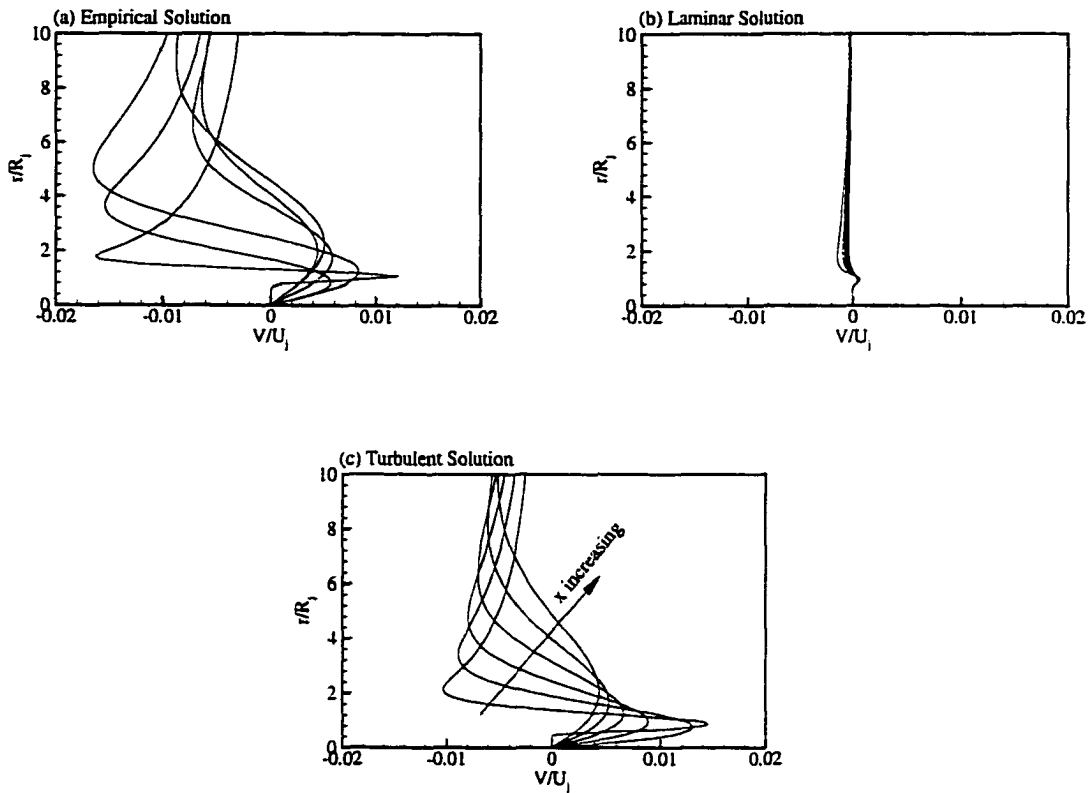 (a) Empirical Solution
10
8
6
4
2
0
r/Rj
-0.02 -0.01 0 0.01 0.02
V/Uj
(b) Laminar Solution
10
8
6
4
2
0
r/Rj
-0.02 -0.01 0 0.01 0.02
V/Uj
(c) Turbulent Solution
10
8
6
4
2
0
r/Rj
x increasing
-0.02 -0.01 0 0.01 0.02
V/Uj